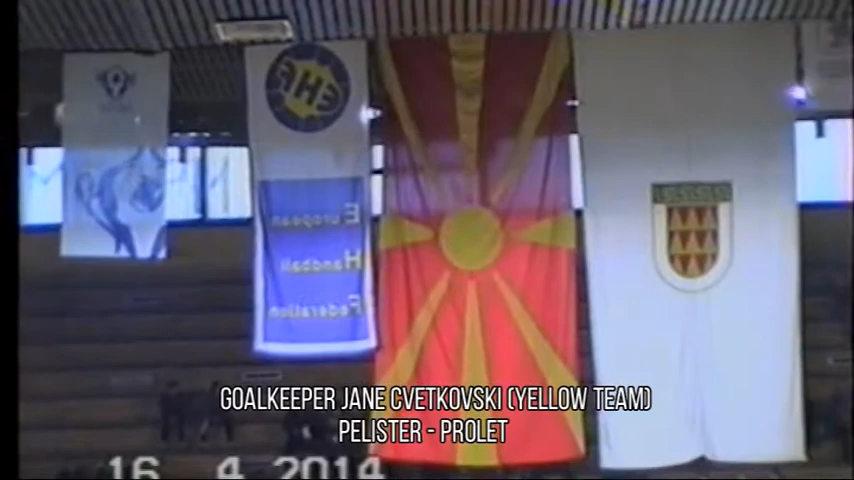 EHF
European
Handball
Federation
GOALKEEPER JANE CVETKOVSKI (YELLOW TEAM)
PELISTER - PROLET
16 4 2014